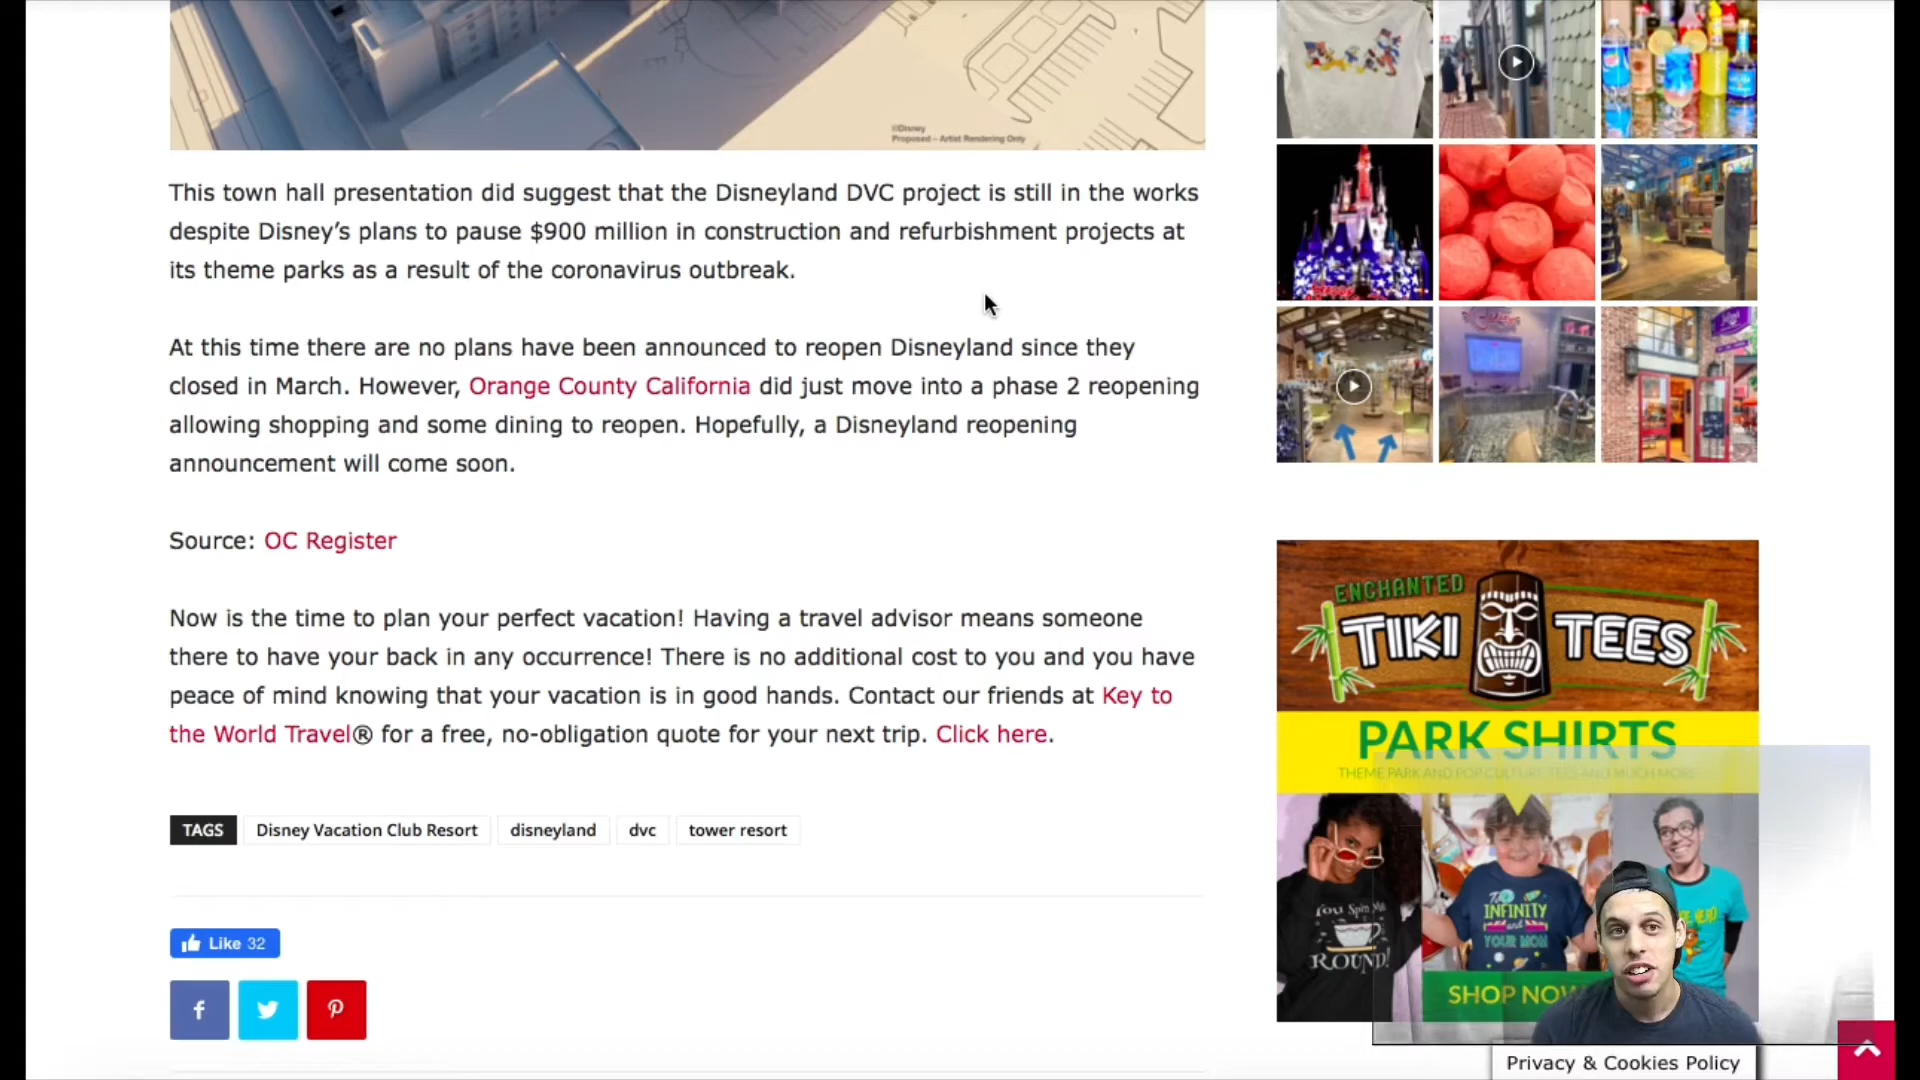 ©Disney
Proposed – Artist Rendering Only
This town hall presentation did suggest that the Disneyland DVC project is still in the works
despite Disney’s plans to pause $900 million in construction and refurbishment projects at
its theme parks as a result of the coronavirus outbreak.
At this time there are no plans have been announced to reopen Disneyland since they
closed in March. However, Orange County California did just move into a phase 2 reopening
allowing shopping and some dining to reopen. Hopefully, a Disneyland reopening
announcement will come soon.
Source: OC Register
Now is the time to plan your perfect vacation! Having a travel advisor means someone
there to have your back in any occurrence! There is no additional cost to you and you have
peace of mind knowing that your vacation is in good hands. Contact our friends at Key to
the World Travel® for a free, no-obligation quote for your next trip. Click here.
TAGS Disney Vacation Club Resort disneyland dvc tower resort
Like 32
ENCHANTED
TIKI TEES
PARK SHIRTS
THEME PARK AND POP CULTURE TEES AND MUCH MORE
You Spin Me
ROUND!
TO
INFINITY
and
YOUR MOM
SHOP NOW
Privacy & Cookies Policy